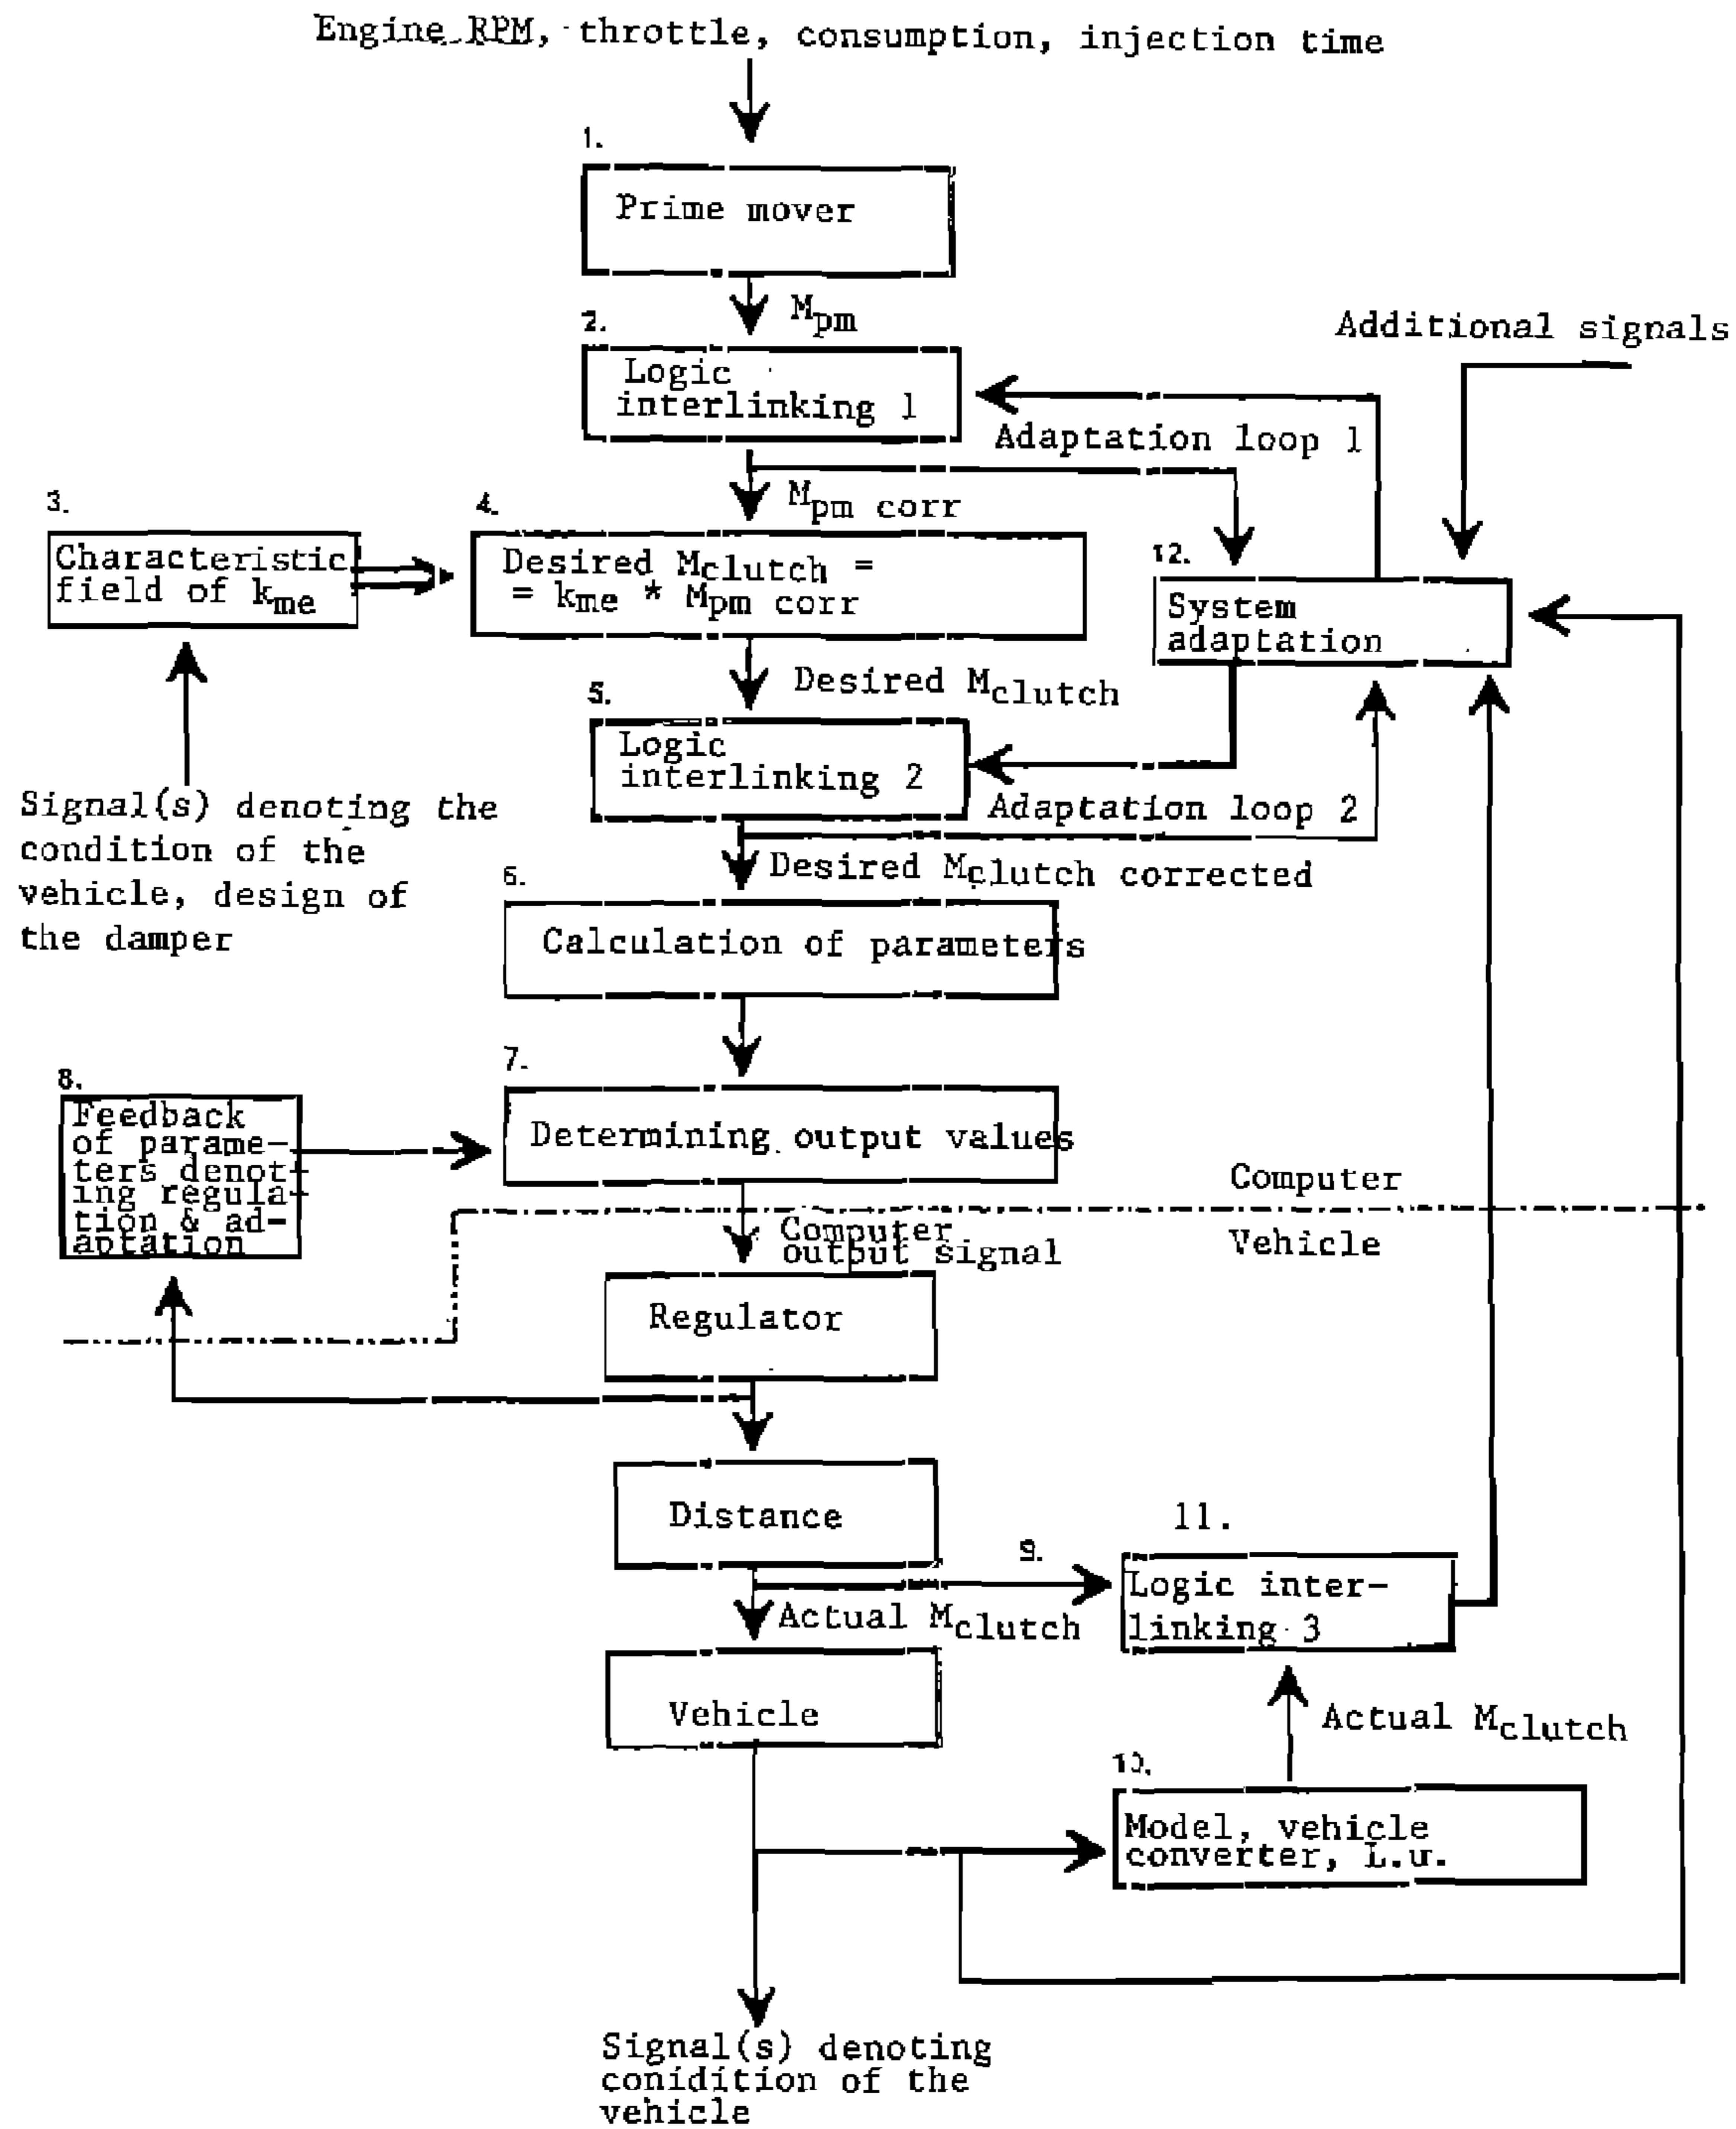 Engine RPM, throttle, consumption, injection time
1.
Prime mover
Mpm
2.
Logic
interlinking 1
Additional signals
Adaptation loop 1
Mpm corr
3.
Characteristic
field of kme
4.
Desired Mclutch =
= kme * Mpm corr
12.
System
adaptation
Desired Mclutch
5.
Logic
interlinking 2
Adaptation loop 2
Signal(s) denoting the
condition of the
vehicle, design of
the damper
Desired Mclutch corrected
6.
Calculation of parameters
7.
Determining output values
8.
Feedback
of parame-
ters denot-
ing regula-
tion & ad-
aptation
Computer
Vehicle
Computer
output signal
Regulator
Distance
9.
11.
Logic inter-
linking 3
Actual Mclutch
Vehicle
Actual Mclutch
10.
Model, vehicle
converter, L.u.
Signal(s) denoting
conidition of the
vehicle